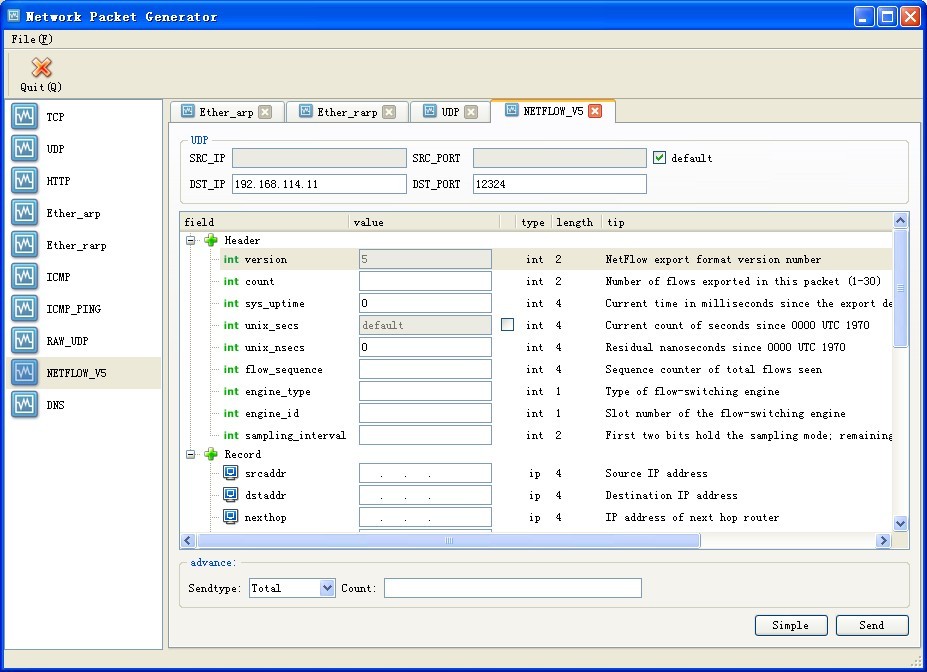 Network Packet Generator
File(F)
Quit(Q)
TCP
UDP
HTTP
Ether_arp
Ether_rarp
ICMP
ICMP_PING
RAW_UDP
NETFLOW_V5
DNS
Ether_arp Ether_rarp UDP NETFLOW_V5
UDP
SRC_IP SRC_PORT default
DST_IP 192.168.114.11 DST_PORT 12324
field value type length tip
Header
int version 5 int 2 NetFlow export format version number
int count int 2 Number of flows exported in this packet (1-30)
int sys_uptime 0 int 4 Current time in milliseconds since the export de
int unix_secs default int 4 Current count of seconds since 0000 UTC 1970
int unix_nsecs 0 int 4 Residual nanoseconds since 0000 UTC 1970
int flow_sequence int 4 Sequence counter of total flows seen
int engine_type int 1 Type of flow-switching engine
int engine_id int 1 Slot number of the flow-switching engine
int sampling_interval int 2 First two bits hold the sampling mode; remaining
Record
srcaddr . . . ip 4 Source IP address
dstaddr . . . ip 4 Destination IP address
nexthop . . . ip 4 IP address of next hop router
advance:
Sendtype: Total Count:
Simple Send